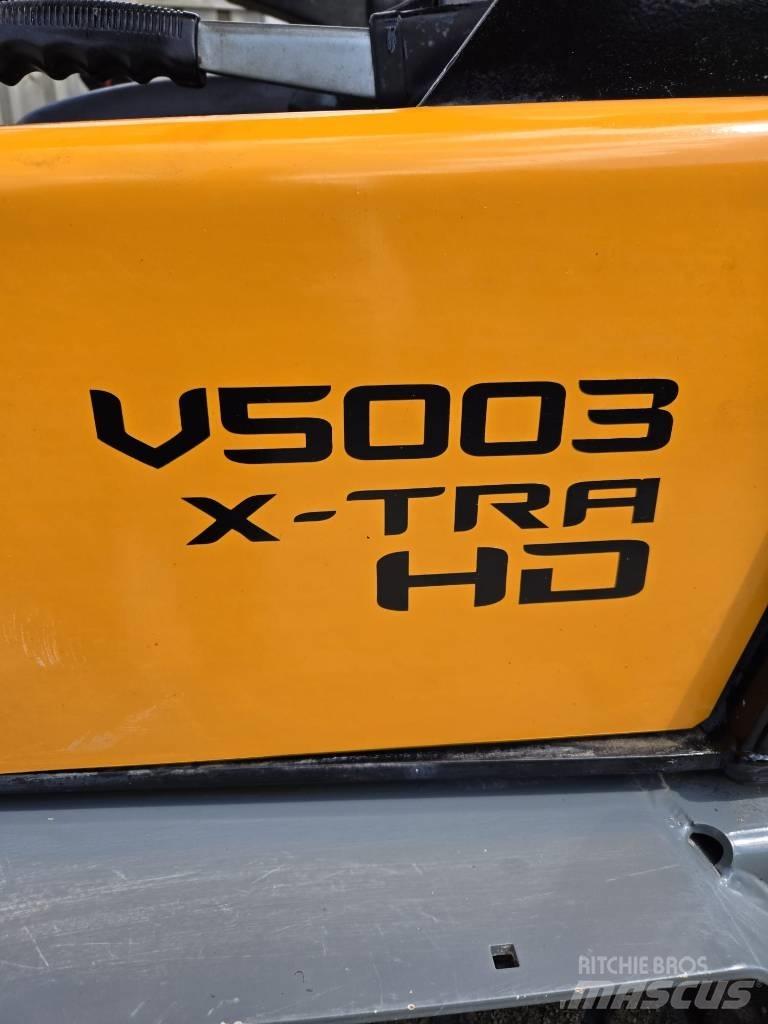 V5003
X-TRA
HD
RITCHIE BROS.
MASCUS